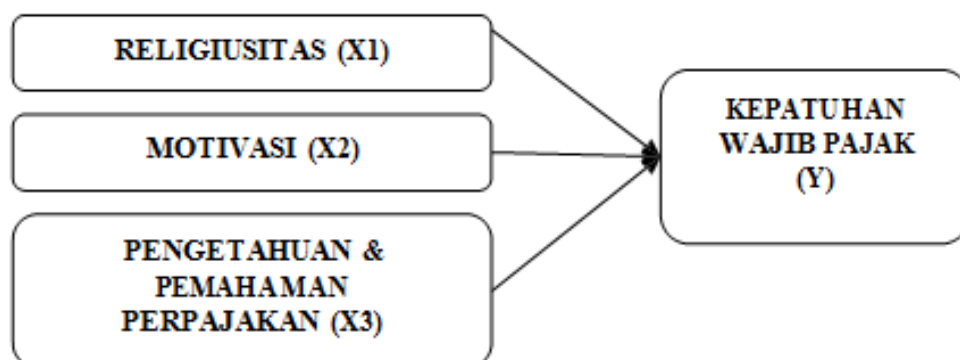 RELIGIUSITAS (X1)
MOTIVASI (X2)
PENGETAHUAN &
PEMAHAMAN
PERPAJAKAN (X3)
KEPATUHAN
WAJIB PAJAK
(Y)